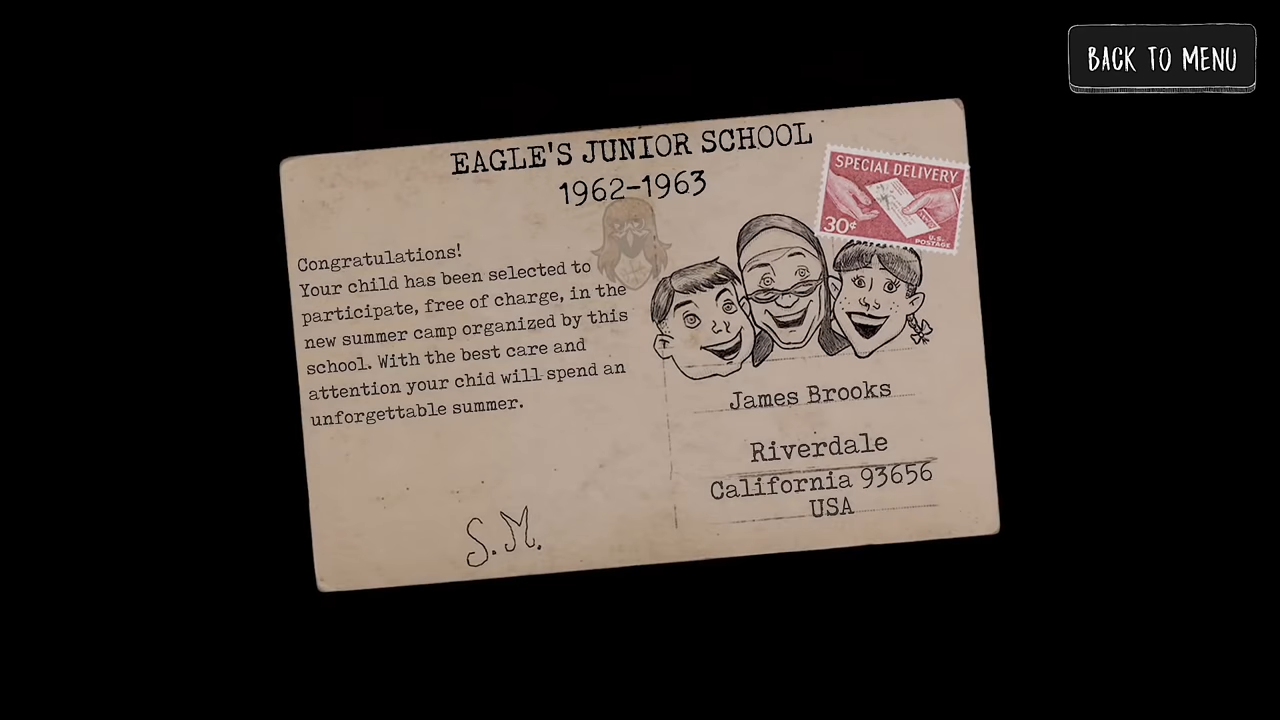 BACK TO MENU
EAGLE'S JUNIOR SCHOOL
1962-1963
SPECIAL DELIVERY
30¢
U.S.
POSTAGE
Congratulations!
Your child has been selected to
participate, free of charge, in the
new summer camp organized by this
school. With the best care and
attention your chid will spend an
unforgettable summer.
S.M.
James Brooks
Riverdale
California 93656
USA